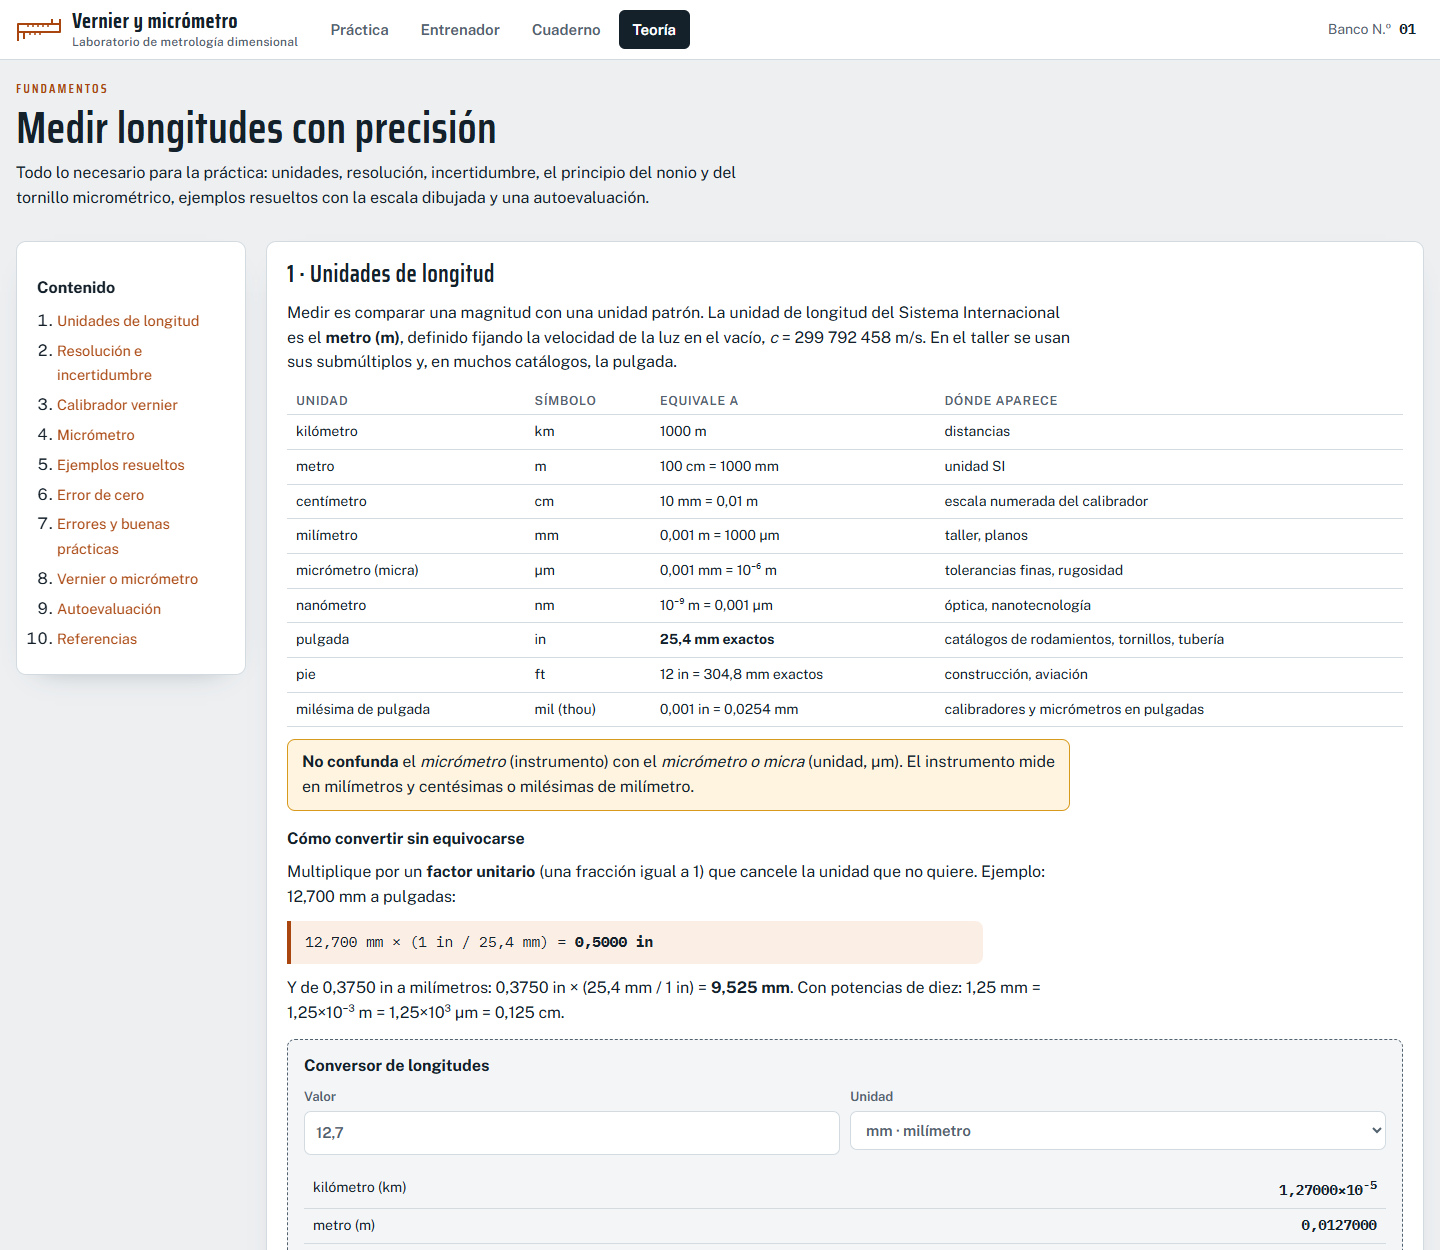 Vernier y micrómetro
Laboratorio de metrología dimensional
Práctica
Entrenador
Cuaderno
Teoría
Banco N.º 01
FUNDAMENTOS
Medir longitudes con precisión
Todo lo necesario para la práctica: unidades, resolución, incertidumbre, el principio del nonio y del
tornillo micrométrico, ejemplos resueltos con la escala dibujada y una autoevaluación.
Contenido
1. Unidades de longitud
2. Resolución e
incertidumbre
3. Calibrador vernier
4. Micrómetro
5. Ejemplos resueltos
6. Error de cero
7. Errores y buenas
prácticas
8. Vernier o micrómetro
9. Autoevaluación
10. Referencias
1 · Unidades de longitud
Medir es comparar una magnitud con una unidad patrón. La unidad de longitud del Sistema Internacional
es el metro (m), definido fijando la velocidad de la luz en el vacío, c = 299 792 458 m/s. En el taller se usan
sus submúltiplos y, en muchos catálogos, la pulgada.
UNIDAD SÍMBOLO EQUIVALE A DÓNDE APARECE
kilómetro km 1000 m distancias
metro m 100 cm = 1000 mm unidad SI
centímetro cm 10 mm = 0,01 m escala numerada del calibrador
milímetro mm 0,001 m = 1000 µm taller, planos
micrómetro (micra) µm 0,001 mm = 10⁻⁶ m tolerancias finas, rugosidad
nanómetro nm 10⁻⁹ m = 0,001 µm óptica, nanotecnología
pulgada in 25,4 mm exactos catálogos de rodamientos, tornillos, tubería
pie ft 12 in = 304,8 mm exactos construcción, aviación
milésima de pulgada mil (thou) 0,001 in = 0,0254 mm calibradores y micrómetros en pulgadas
No confunda el micrómetro (instrumento) con el micrómetro o micra (unidad, µm). El instrumento mide
en milímetros y centésimas o milésimas de milímetro.
Cómo convertir sin equivocarse
Multiplique por un factor unitario (una fracción igual a 1) que cancele la unidad que no quiere. Ejemplo:
12,700 mm a pulgadas:
12,700 mm × (1 in / 25,4 mm) = 0,5000 in
Y de 0,3750 in a milímetros: 0,3750 in × (25,4 mm / 1 in) = 9,525 mm. Con potencias de diez: 1,25 mm =
1,25×10⁻³ m = 1,25×10³ µm = 0,125 cm.
Conversor de longitudes
Valor
Unidad
12,7
mm · milímetro
kilómetro (km) 1,27000×10⁻⁵
metro (m) 0,0127000